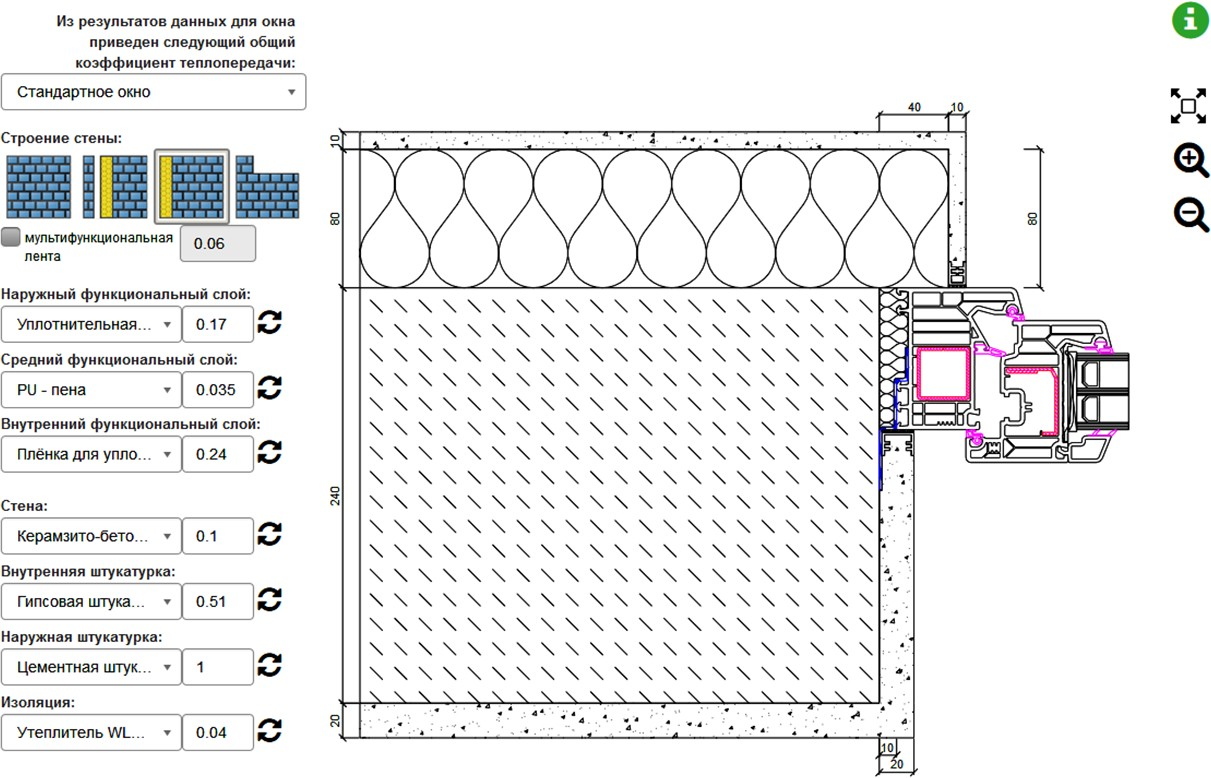 Из результатов данных для окна
приведен следующий общий
коэффициент теплопередачи:
Стандартное окно
Строение стены:
мультифункциональная
лента
0.06
Наружный функциональный слой:
Уплотнительная...
0.17
Средний функциональный слой:
PU - пена
0.035
Внутренний функциональный слой:
Плёнка для упло...
0.24
Стена:
Керамзито-бето...
0.1
Внутренняя штукатурка:
Гипсовая штука...
0.51
Наружная штукатурка:
Цементная штук...
1
Изоляция:
Утеплитель WL...
0.04
40
10
10
80
80
240
20
10
20
i